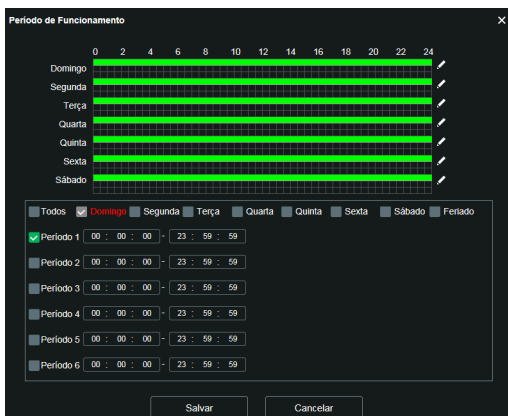 Período de Funcionamento
0 2 4 6 8 10 12 14 16 18 20 22 24
Domingo
Segunda
Terça
Quarta
Quinta
Sexta
Sábado
Todos Domingo Segunda Terça Quarta Quinta Sexta Sábado Feriado
Período 1 00 : 00 : 00 - 23 : 59 : 59
Período 2 00 : 00 : 00 - 23 : 59 : 59
Período 3 00 : 00 : 00 - 23 : 59 : 59
Período 4 00 : 00 : 00 - 23 : 59 : 59
Período 5 00 : 00 : 00 - 23 : 59 : 59
Período 6 00 : 00 : 00 - 23 : 59 : 59
Salvar Cancelar